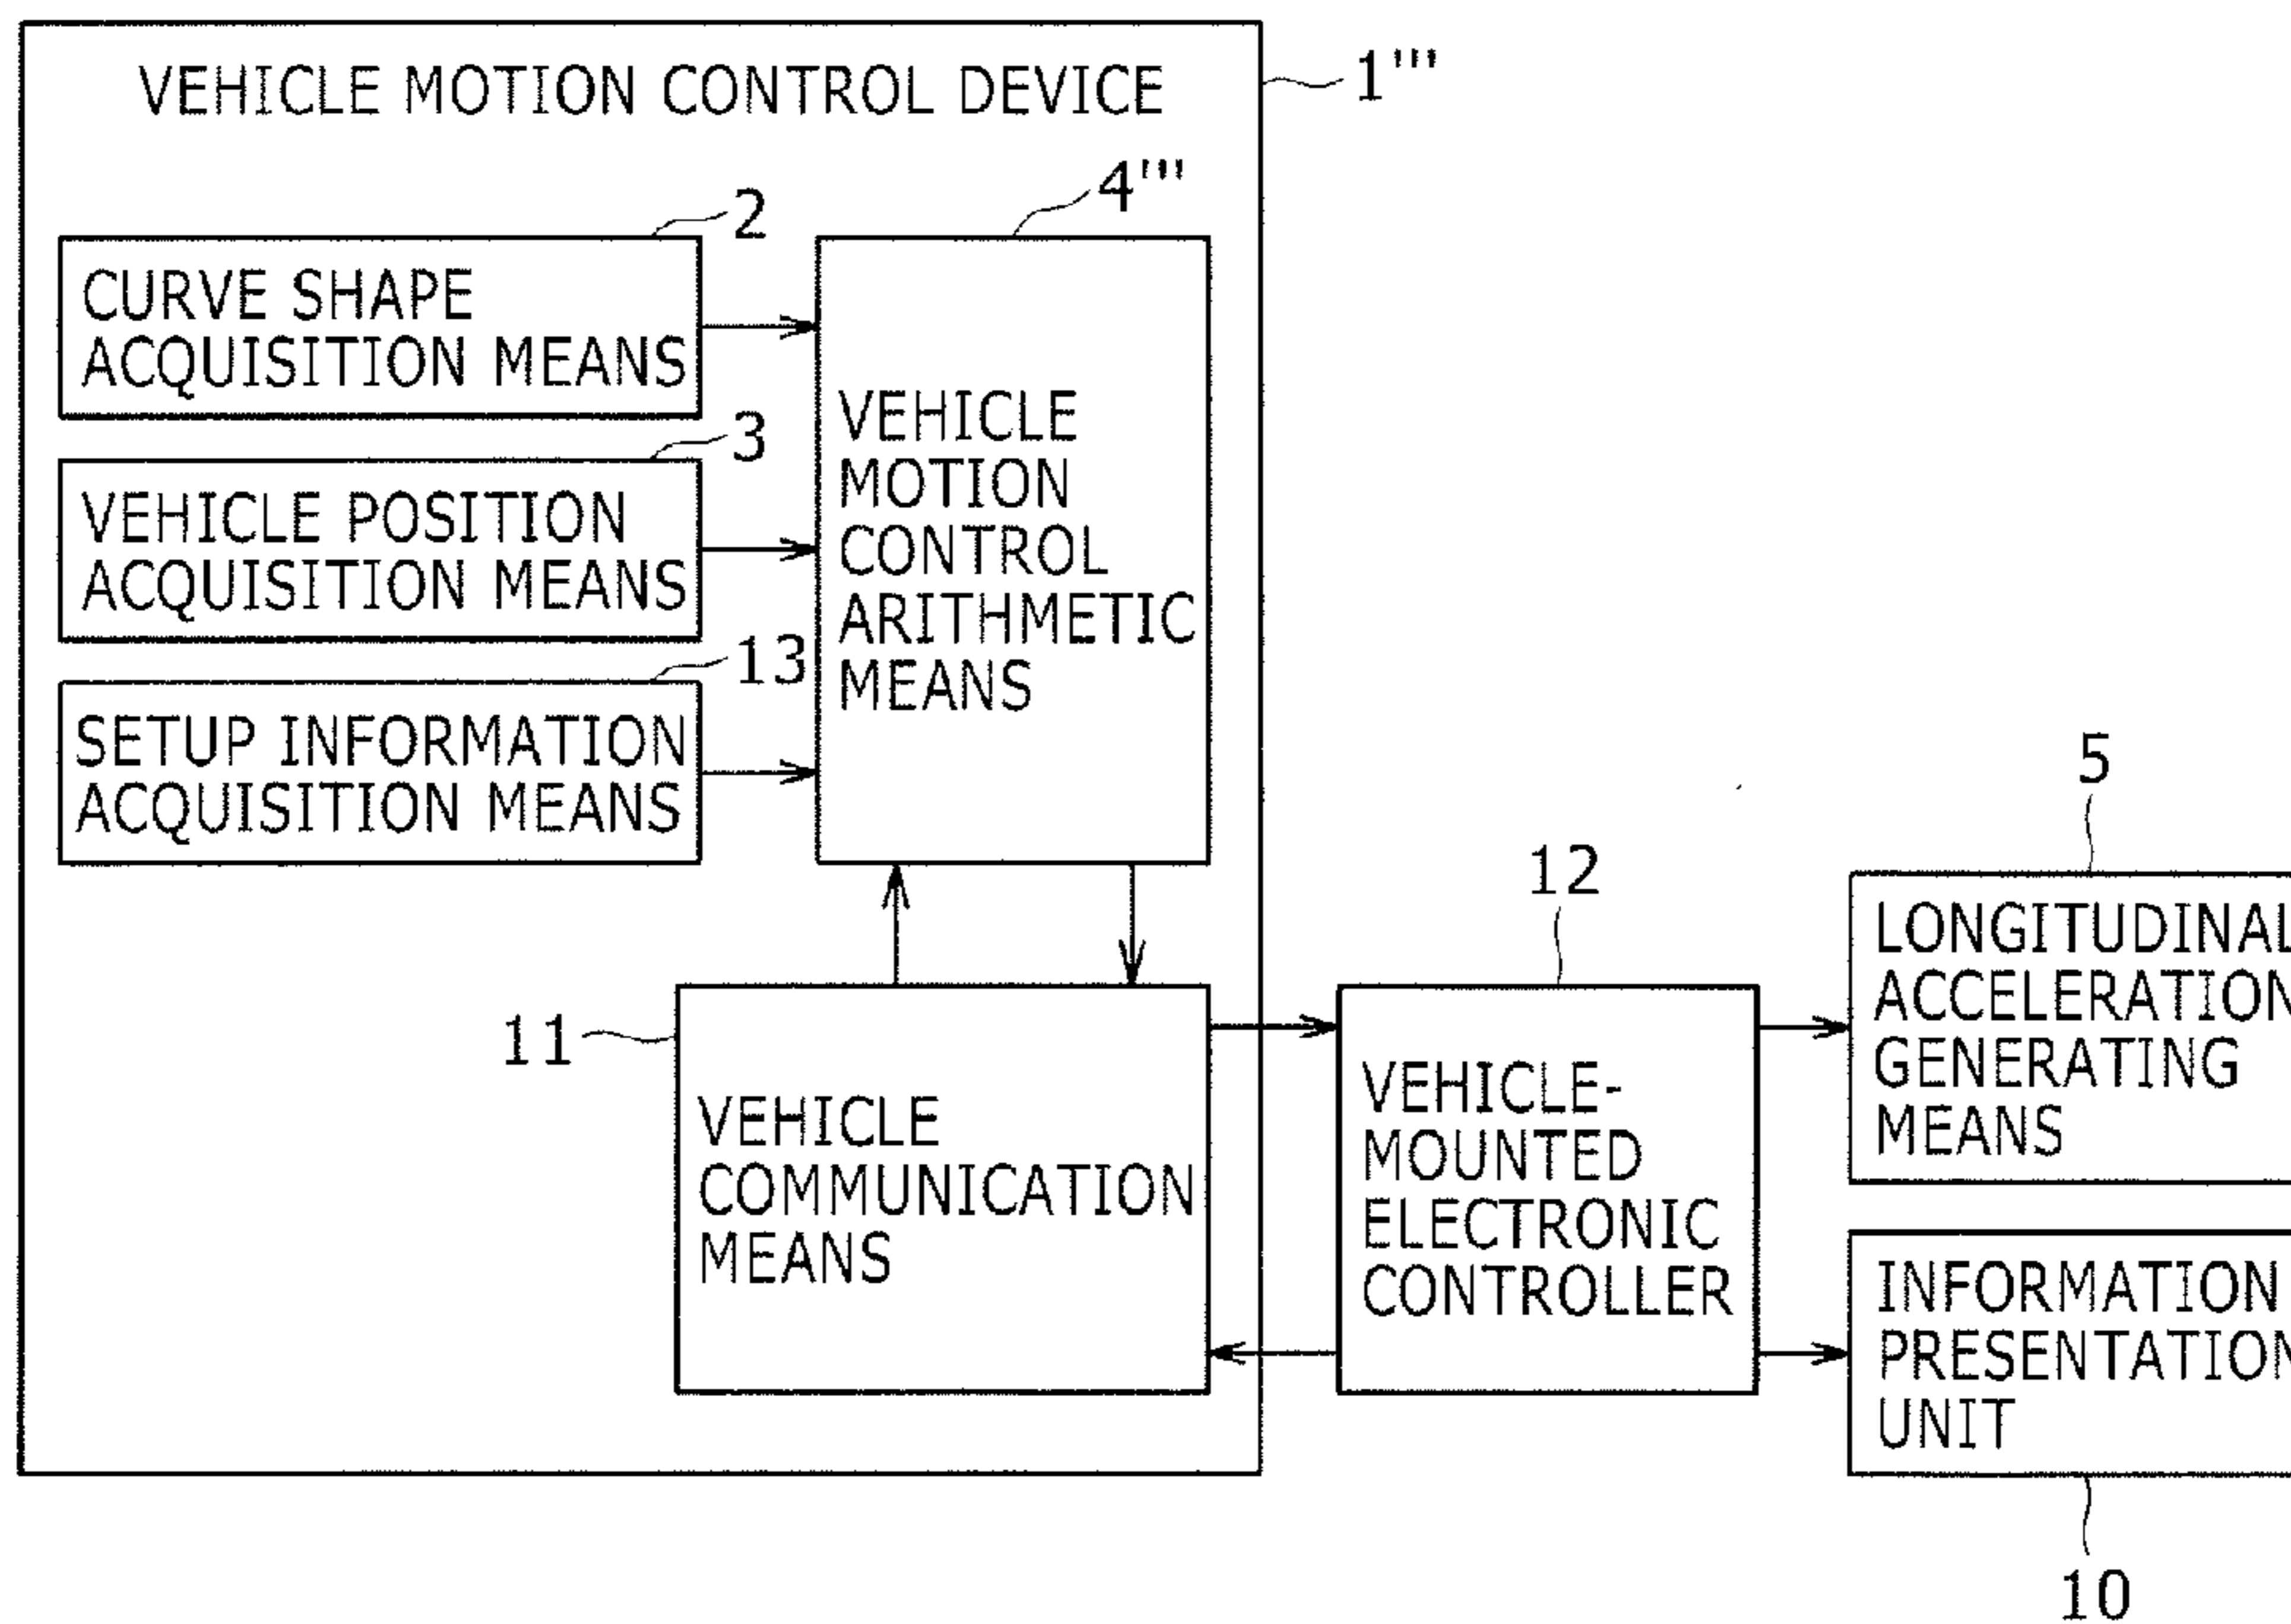 VEHICLE MOTION CONTROL DEVICE
1'''
4'''
2
CURVE SHAPE
ACQUISITION MEANS
3
VEHICLE POSITION
ACQUISITION MEANS
13
SETUP INFORMATION
ACQUISITION MEANS
VEHICLE
MOTION
CONTROL
ARITHMETIC
MEANS
11
VEHICLE
COMMUNICATION
MEANS
12
VEHICLE-
MOUNTED
ELECTRONIC
CONTROLLER
5
LONGITUDINAL
ACCELERATION
GENERATING
MEANS
INFORMATION
PRESENTATION
UNIT
10